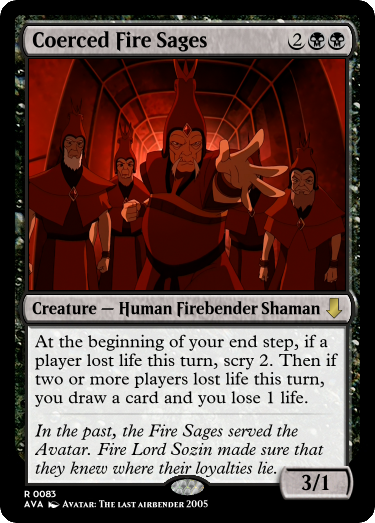 Coerced Fire Sages 2
Creature — Human Firebender Shaman
At the beginning of your end step, if a
player lost life this turn, scry 2. Then if
two or more players lost life this turn,
you draw a card and you lose 1 life.
In the past, the Fire Sages served the
Avatar. Fire Lord Sozin made sure that
they knew where their loyalties lie.
3/1
R 0083
AVA Avatar: The last airbender 2005